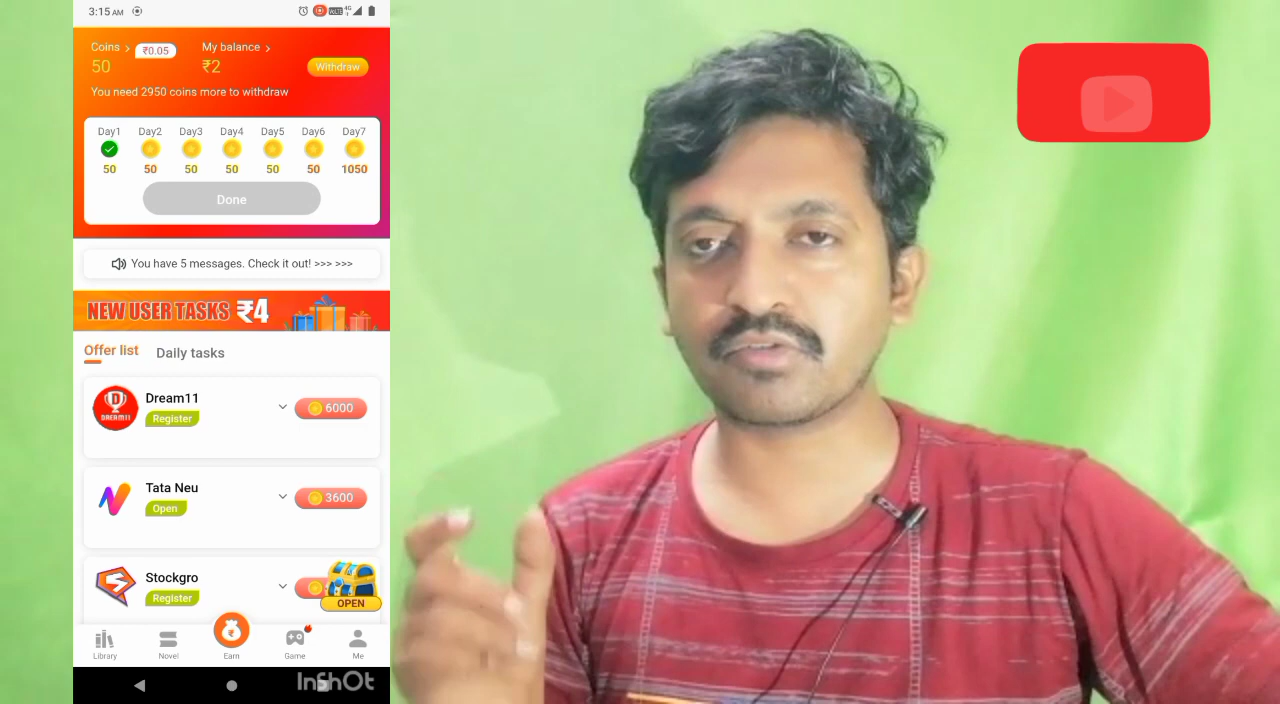 3:15 AM
VoLTE 4G
Coins > ₹0.05 My balance >
50 ₹2 Withdraw
You need 2950 coins more to withdraw
Day1 Day2 Day3 Day4 Day5 Day6 Day7
50 50 50 50 50 50 1050
Done
You have 5 messages. Check it out! >>> >>>
NEW USER TASKS ₹4
Offer list Daily tasks
Dream11 6000
DREAM11
Register
Tata Neu 3600
Open
Stockgro
Register
OPEN
Library Novel Earn Game Me
InShOt